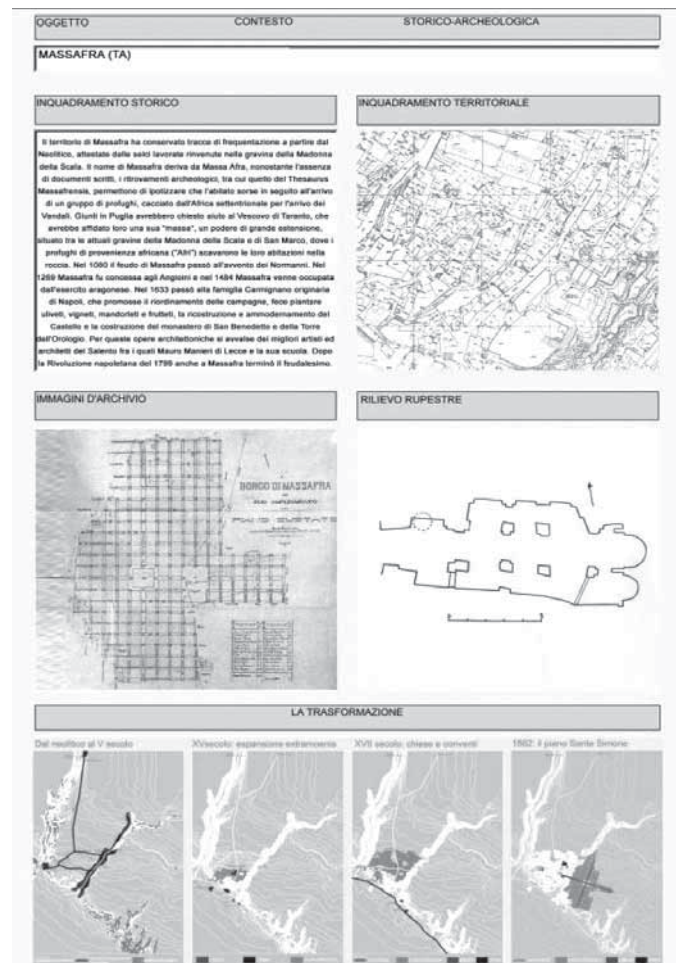 OGGETTO CONTESTO STORICO-ARCHEOLOGICA
MASSAFRA (TA)
INQUADRAMENTO STORICO
Il territorio di Massafra ha conservato tracce di frequentazione a partire dal
Neolitico, attestate dalle selci lavorate rinvenute nella gravina della Madonna
della Scala. Il nome di Massafra deriva da Massa Afra, nonostante l'assenza
di documenti scritti, i ritrovamenti archeologici, tra cui quello del Thesaurus
Massafrensis, permettono di ipotizzare che l'abitato sorse in seguito all'arrivo
di un gruppo di profughi, cacciato dall'Africa settentrionale per l'arrivo dei
Vandali. Giunti in Puglia avrebbero chiesto aiuto al Vescovo di Taranto, che
avrebbe affidato loro una sua "massa", un podere di grande estensione,
situato tra le attuali gravine della Madonna della Scala e di San Marco, dove i
profughi di provenienza africana ("Afri") scavarono le loro abitazioni nella
roccia. Nel 1080 il feudo di Massafra passò all'avvento dei Normanni. Nel
1269 Massafra fu concessa agli Angioini e nel 1484 Massafra venne occupata
dall'esercito aragonese. Nel 1633 passò alla famiglia Carmignano originaria
di Napoli, che promosse il riordinamento delle campagne, fece piantare
uliveti, vigneti, mandorleti e frutteti, la ricostruzione e ammodernamento del
Castello e la costruzione del monastero di San Benedetto e della Torre
dell'Orologio. Per queste opere architettoniche si avvalse dei migliori artisti ed
architetti del Salento fra i quali Mauro Manieri di Lecce e la sua scuola. Dopo
la Rivoluzione napoletana del 1799 anche a Massafra terminò il feudalesimo.
INQUADRAMENTO TERRITORIALE
IMMAGINI D'ARCHIVIO
BORGO DI MASSAFRA
RILIEVO RUPESTRE
LA TRASFORMAZIONE
Dal neolitico al V secolo
XVsecolo: espansione extramoenia
XVII secolo: chiese e conventi
1882: il piano Sante Simone